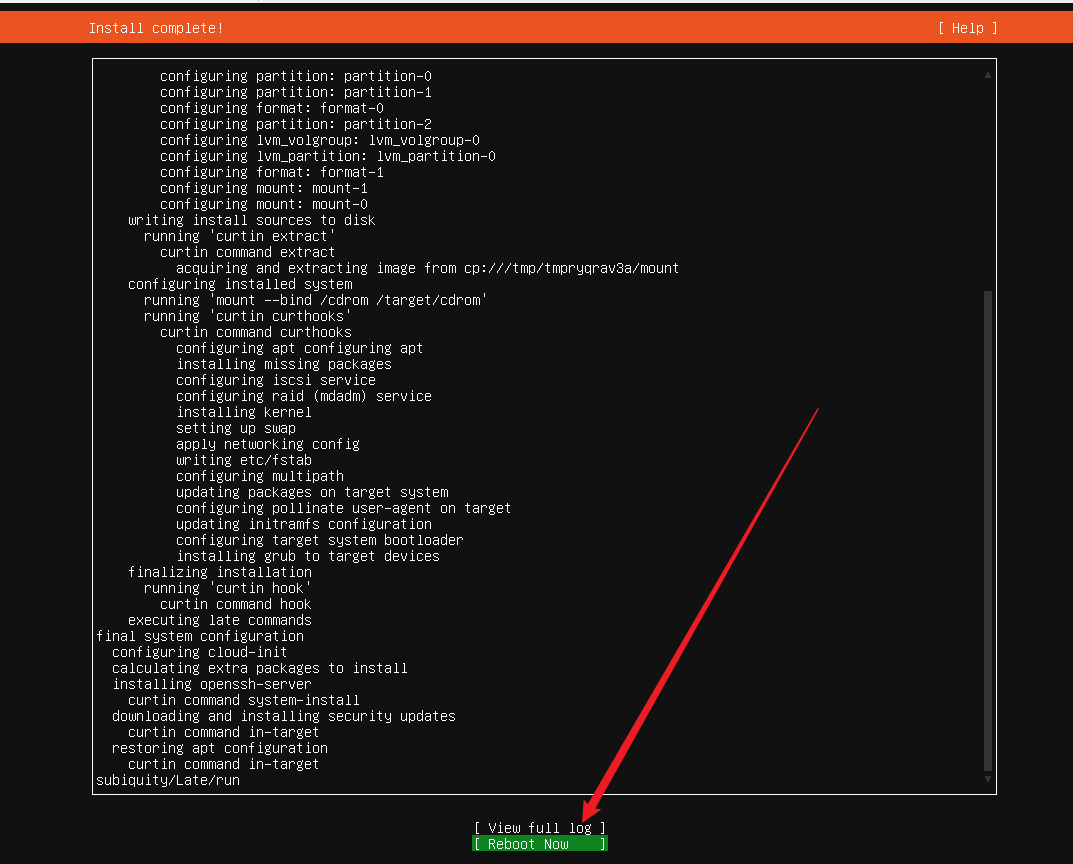 Install complete! [ Help ]
configuring partition: partition-0
configuring partition: partition-1
configuring format: format-0
configuring partition: partition-2
configuring lvm_volgroup: lvm_volgroup-0
configuring lvm_partition: lvm_partition-0
configuring format: format-1
configuring mount: mount-1
configuring mount: mount-0
writing install sources to disk
running 'curtin extract'
curtin command extract
acquiring and extracting image from cp:///tmp/tmpryqrav3a/mount
configuring installed system
running 'mount --bind /cdrom /target/cdrom'
running 'curtin curthooks'
curtin command curthooks
configuring apt configuring apt
installing missing packages
configuring iscsi service
configuring raid (mdadm) service
installing kernel
setting up swap
apply networking config
writing etc/fstab
configuring multipath
updating packages on target system
configuring pollinate user-agent on target
updating initramfs configuration
configuring target system bootloader
installing grub to target devices
finalizing installation
running 'curtin hook'
curtin command hook
executing late commands
final system configuration
configuring cloud-init
calculating extra packages to install
installing openssh-server
curtin command system-install
downloading and installing security updates
curtin command in-target
restoring apt configuration
curtin command in-target
subiquity/Late/run
[ View full log ]
[ Reboot Now ]